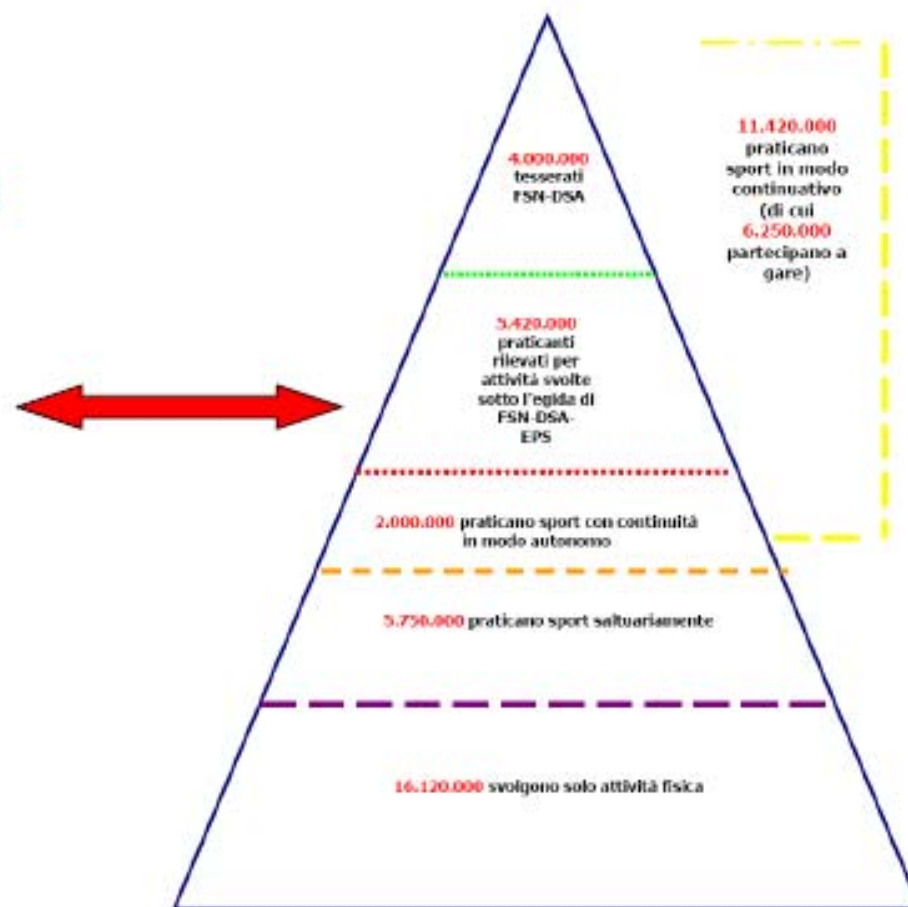 4.000.000
tesserati
FSN-DSA
11.420.000
praticano
sport in modo
continuativo
(di cui
6.250.000
partecipano a
gare)
5.420.000
praticanti
rilevati per
attività svolte
sotto l'egida di
FSN-DSA-
EPS
2.000.000 praticano sport con continuità
in modo autonomo
5.750.000 praticano sport saltuariamente
16.120.000 svolgono solo attività fisica